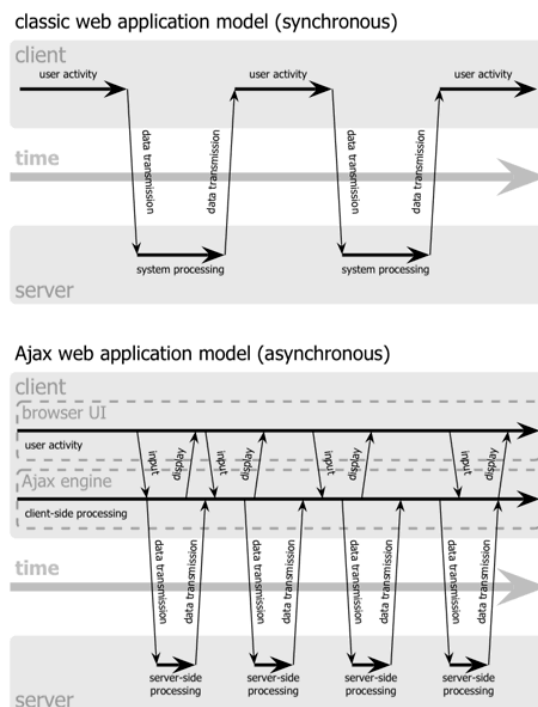 classic web application model (synchronous)
client
user activity
user activity
user activity
data transmission
data transmission
data transmission
data transmission
time
system processing
system processing
server
Ajax web application model (asynchronous)
client
browser UI
user activity
input
display
input
display
input
display
input
display
Ajax engine
client-side processing
data transmission
data transmission
data transmission
data transmission
data transmission
data transmission
data transmission
data transmission
time
server-side
processing
server-side
processing
server-side
processing
server-side
processing
server